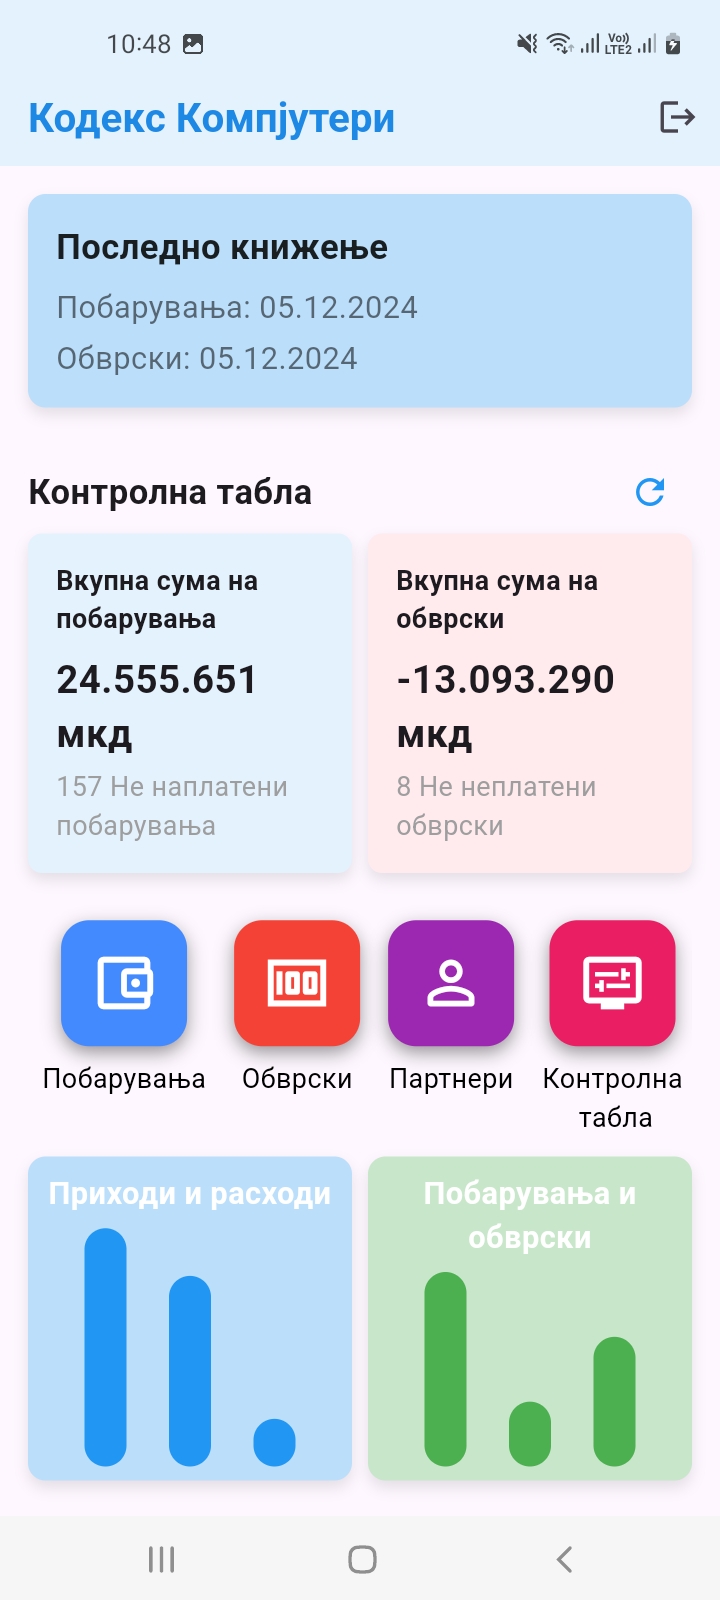 10:48
Vo)) LTE2
Кодекс Компјутери
Последно книжење
Побарувања: 05.12.2024
Обврски: 05.12.2024
Контролна табла
Вкупна сума на
побарувања
24.555.651
мкд
157 Не наплатени
побарувања
Вкупна сума на
обврски
-13.093.290
мкд
8 Не неплатени
обврски
100
Побарувања
Обврски
Партнери
Контролна
табла
Приходи и расходи
Побарувања и
обврски